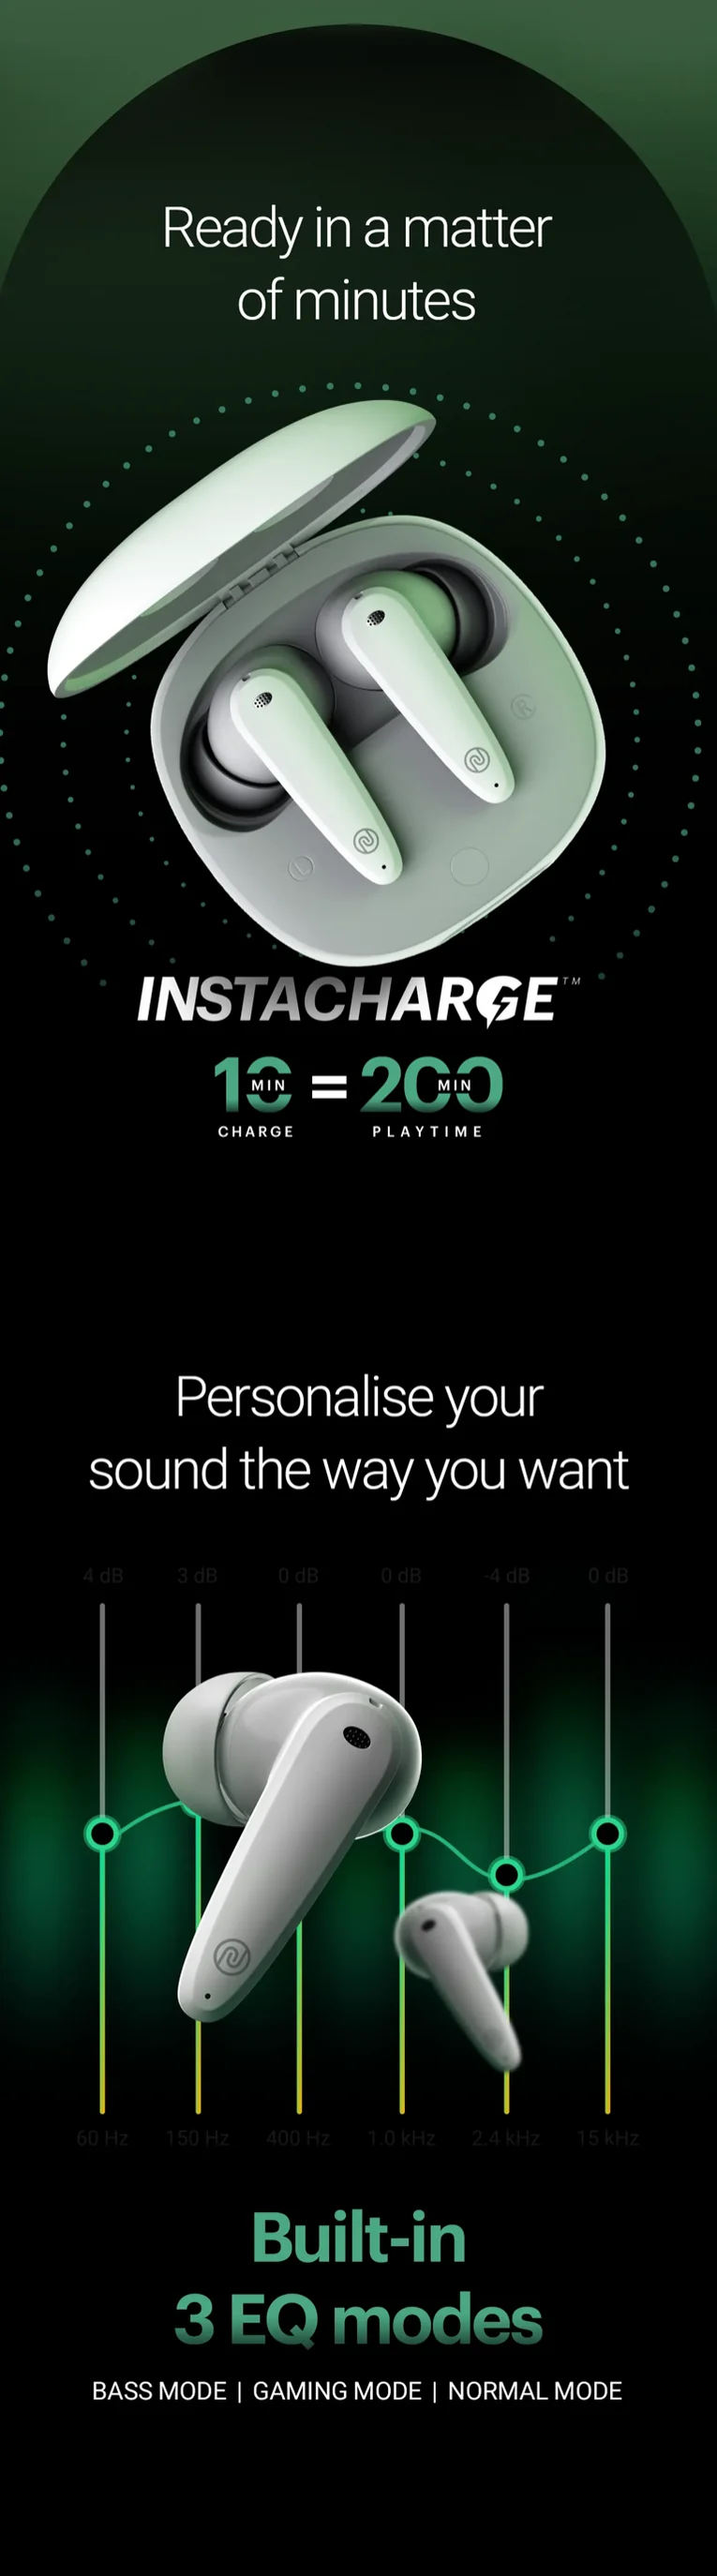 Ready in a matter
of minutes
R
L
INSTACHARGE™
10 MIN = 200 MIN
CHARGE PLAYTIME
Personalise your
sound the way you want
4 dB 3 dB 0 dB 0 dB -4 dB 0 dB
60 Hz 150 Hz 400 Hz 1.0 kHz 2.4 kHz 15 kHz
Built-in
3 EQ modes
BASS MODE | GAMING MODE | NORMAL MODE